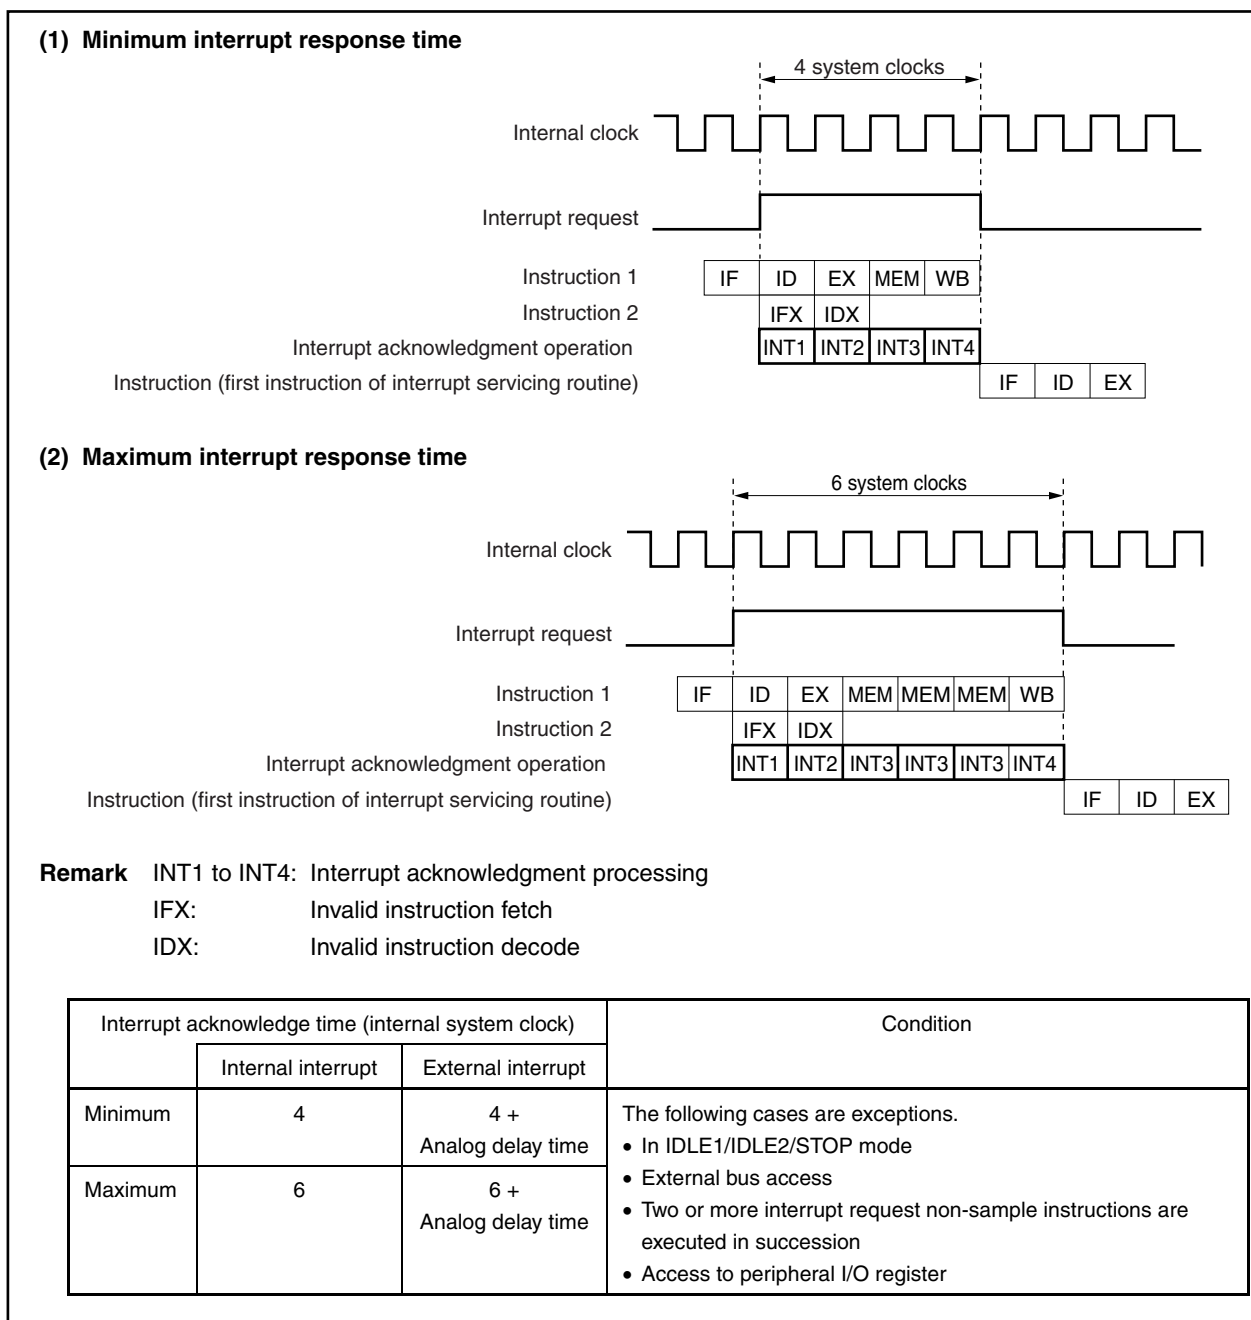 (1) Minimum interrupt response time
4 system clocks
Internal clock
Interrupt request
Instruction 1 IF ID EX MEM WB
Instruction 2 IFX IDX
Interrupt acknowledgment operation INT1 INT2 INT3 INT4
Instruction (first instruction of interrupt servicing routine) IF ID EX
(2) Maximum interrupt response time
6 system clocks
Internal clock
Interrupt request
Instruction 1 IF ID EX MEM MEM MEM WB
Instruction 2 IFX IDX
Interrupt acknowledgment operation INT1 INT2 INT3 INT3 INT3 INT4
Instruction (first instruction of interrupt servicing routine) IF ID EX
Remark INT1 to INT4: Interrupt acknowledgment processing
IFX: Invalid instruction fetch
IDX: Invalid instruction decode
Interrupt acknowledge time (internal system clock) Condition
Internal interrupt External interrupt
Minimum 4 4 +
Analog delay time
Maximum 6 6 +
Analog delay time
The following cases are exceptions.
• In IDLE1/IDLE2/STOP mode
• External bus access
• Two or more interrupt request non-sample instructions are
executed in succession
• Access to peripheral I/O register